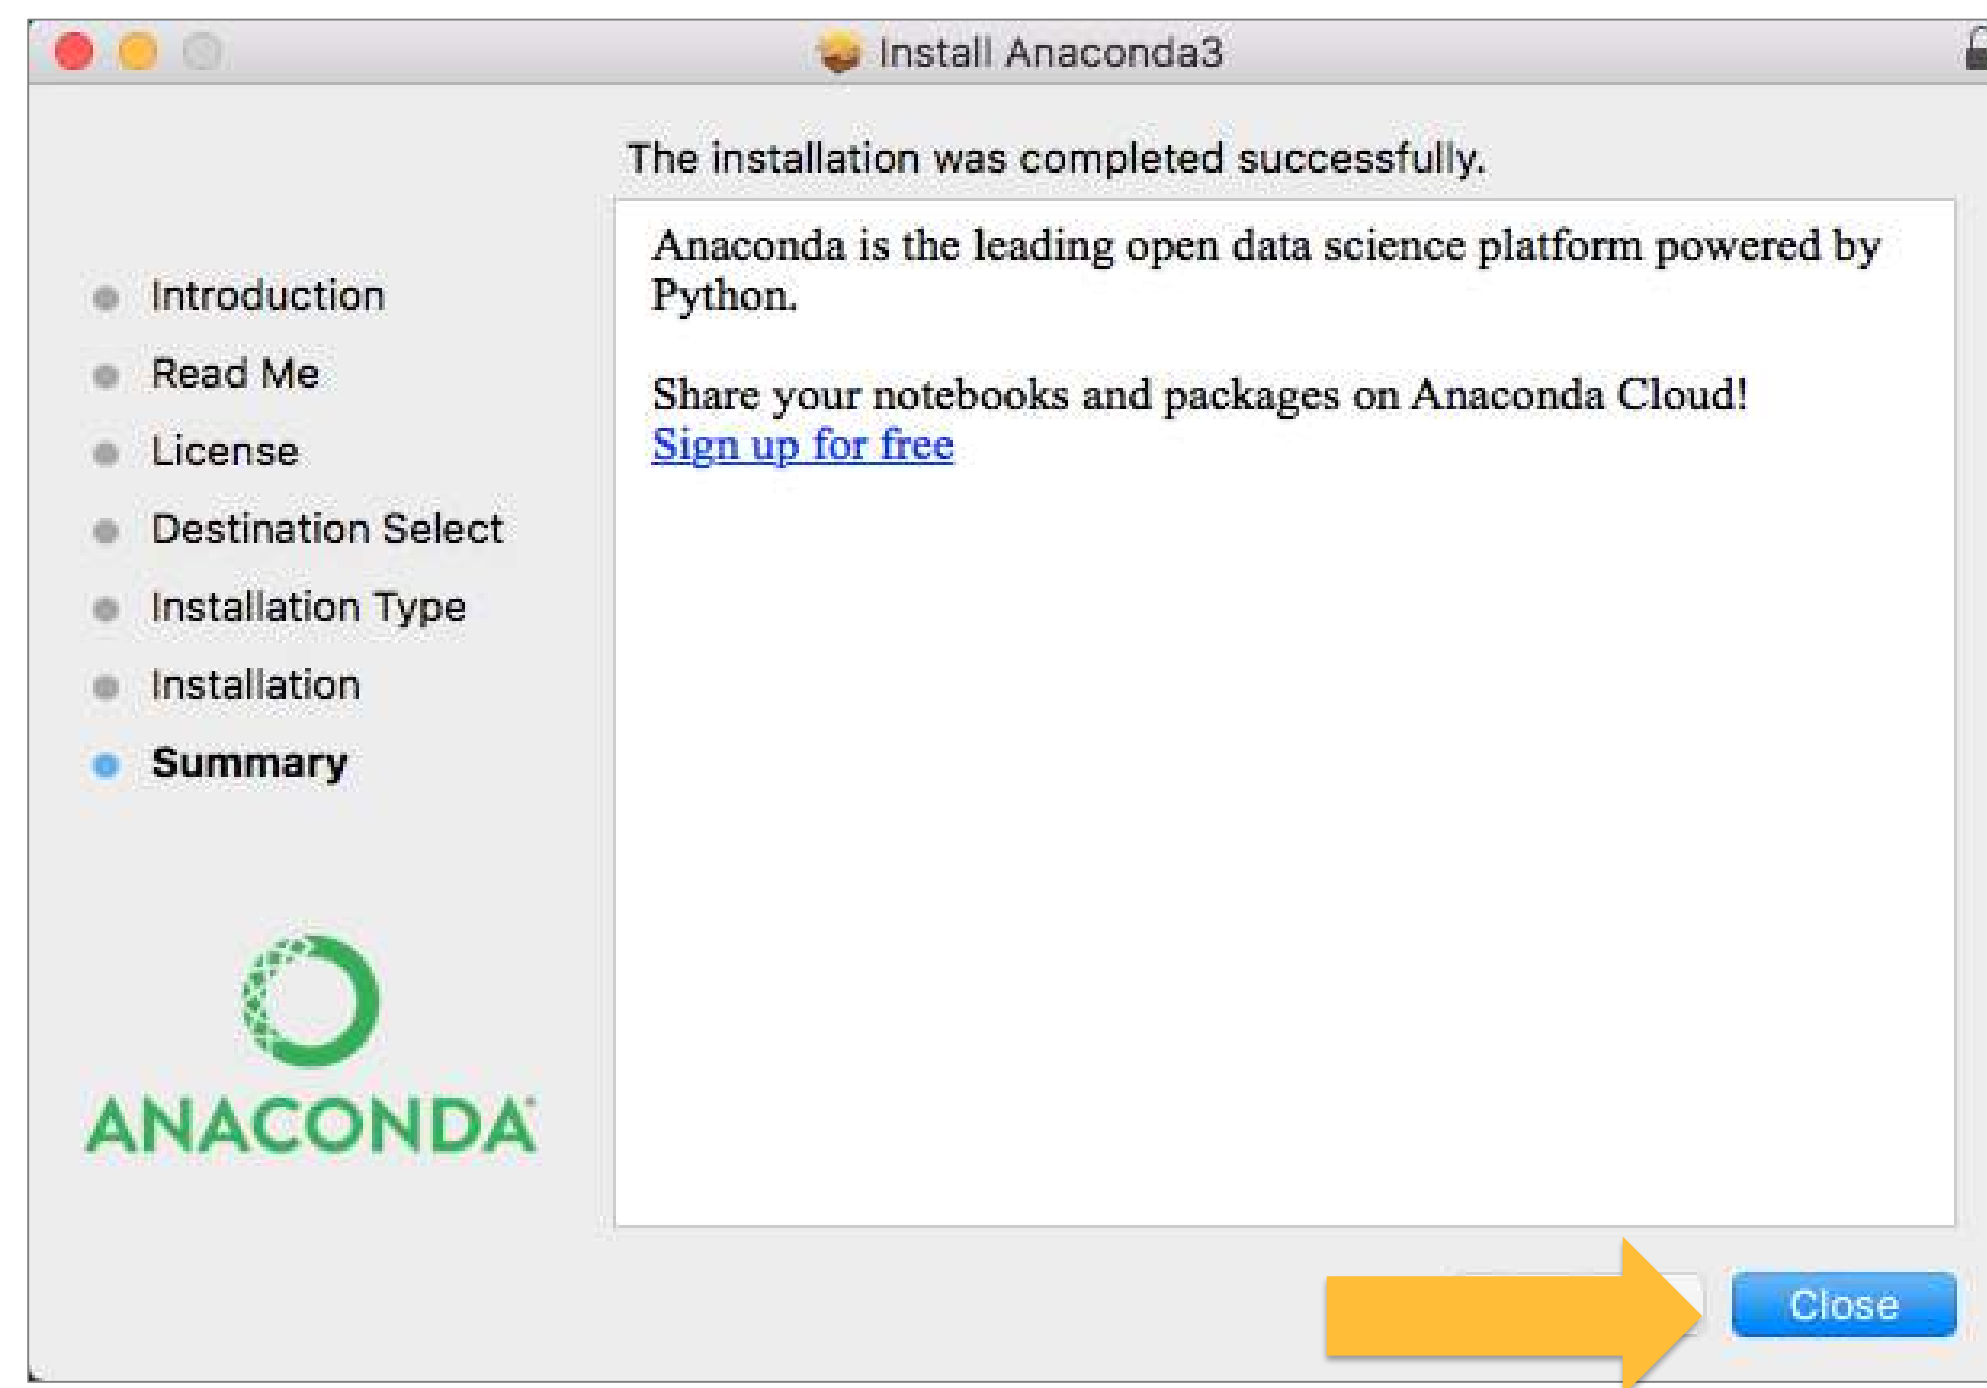 Install Anaconda3
The installation was completed successfully.
Introduction
Read Me
License
Destination Select
Installation Type
Installation
Summary
ANACONDA
Anaconda is the leading open data science platform powered by
Python.
Share your notebooks and packages on Anaconda Cloud!
Sign up for free
Close